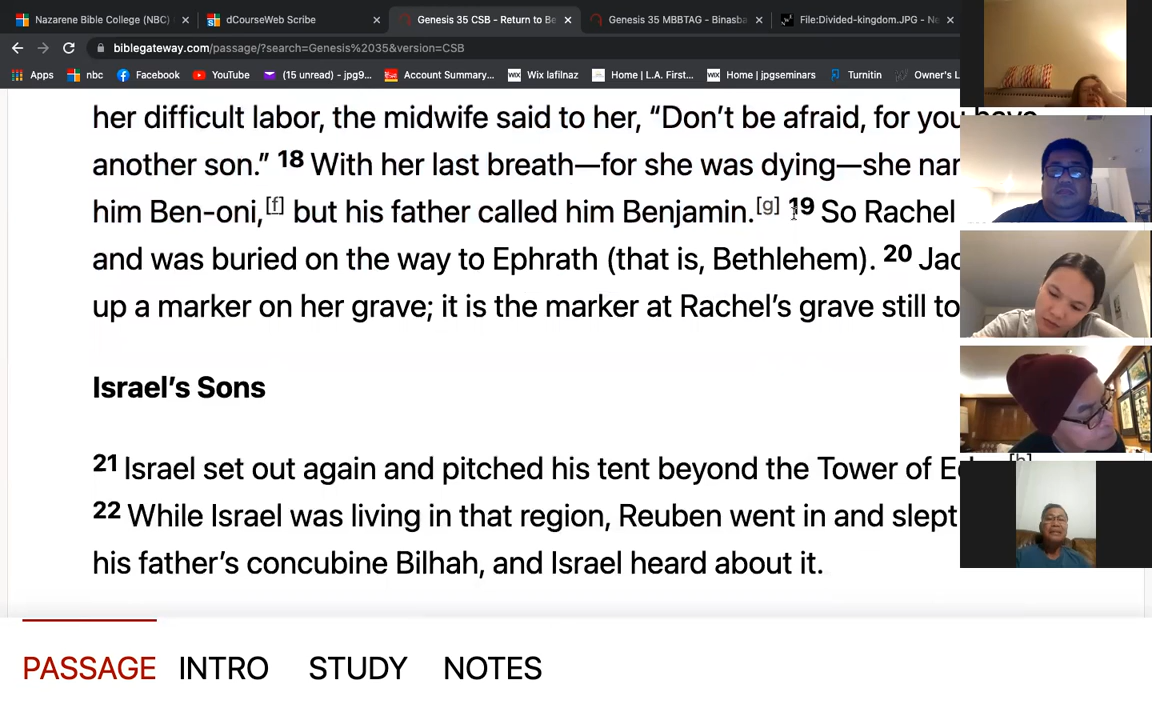 Nazarene Bible College (NBC)
dCourseWeb Scribe
Genesis 35 CSB - Return to Be
Genesis 35 MBBTAG - Binasba
File:Divided-kingdom.JPG - Ne
biblegateway.com/passage/?search=Genesis%2035&version=CSB
Apps nbc Facebook YouTube (15 unread) - jpg9... Account Summary... Wix lafilnaz Home | L.A. First... Home | jpgseminars Turnitin Owner's L
her difficult labor, the midwife said to her, “Don’t be afraid, for you have
another son.” 18 With her last breath—for she was dying—she nar
him Ben-oni,[f] but his father called him Benjamin.[g] 19 So Rachel
and was buried on the way to Ephrath (that is, Bethlehem). 20 Jac
up a marker on her grave; it is the marker at Rachel’s grave still to
Israel’s Sons
21 Israel set out again and pitched his tent beyond the Tower of E [h]
22 While Israel was living in that region, Reuben went in and slept
his father’s concubine Bilhah, and Israel heard about it.
PASSAGE INTRO STUDY NOTES